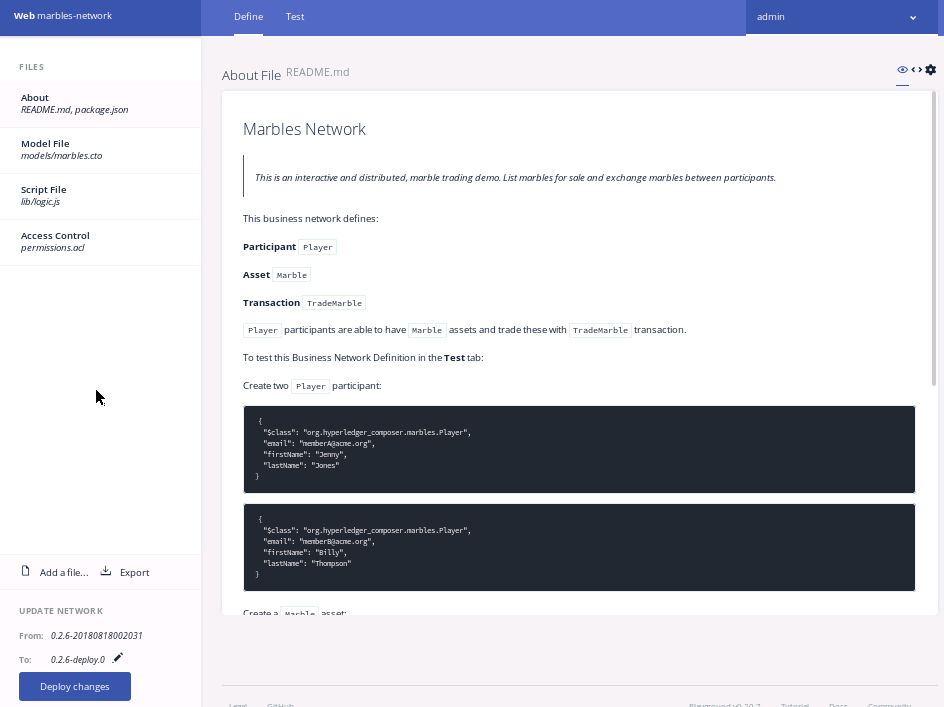 Web marbles-network
Define
Test
admin
FILES
About
README.md, package.json
Model File
models/marbles.cto
Script File
lib/logic.js
Access Control
permissions.acl
Add a file...
Export
UPDATE NETWORK
From: 0.2.6-20180818002031
To: 0.2.6-deploy.0
Deploy changes
About File README.md
Marbles Network
This is an interactive and distributed, marble trading demo. List marbles for sale and exchange marbles between participants.
This business network defines:
Participant Player
Asset Marble
Transaction TradeMarble
Player participants are able to have Marble assets and trade these with TradeMarble transaction.
To test this Business Network Definition in the Test tab:
Create two Player participant:
{
"$class": "org.hyperledger_composer.marbles.Player",
"email": "memberA@acme.org",
"firstName": "Jenny",
"lastName": "Jones"
}
{
"$class": "org.hyperledger_composer.marbles.Player",
"email": "memberB@acme.org",
"firstName": "Billy",
"lastName": "Thompson"
}
Create a Marble asset:
Legal GitHub Playground v0.20.7 Tutorial Docs Community